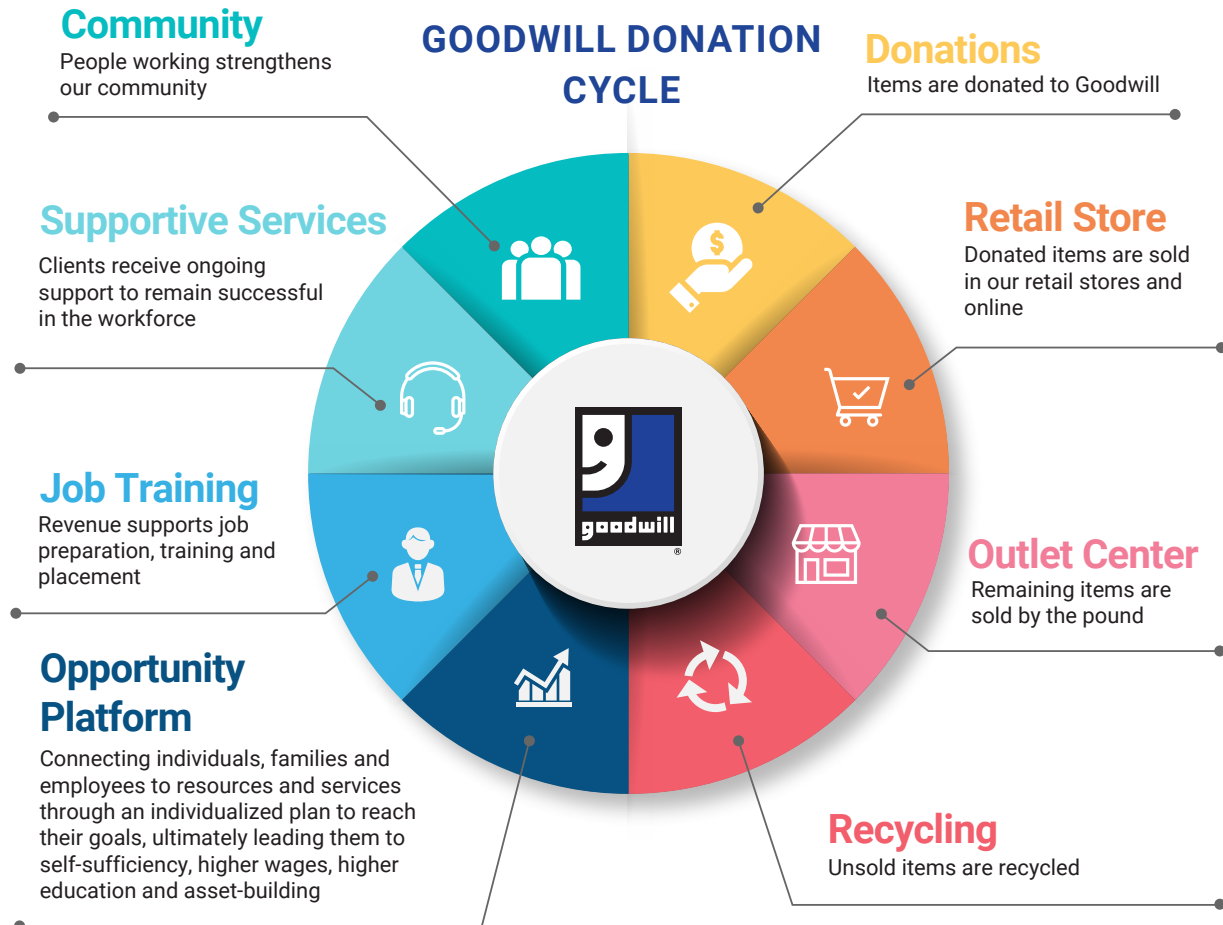 GOODWILL DONATION
CYCLE
Donations
Items are donated to Goodwill
Retail Store
Donated items are sold
in our retail stores and
online
Outlet Center
Remaining items are
sold by the pound
Recycling
Unsold items are recycled
Opportunity
Platform
Connecting individuals, families and
employees to resources and services
through an individualized plan to reach
their goals, ultimately leading them to
self-sufficiency, higher wages, higher
education and asset-building
Job Training
Revenue supports job
preparation, training and
placement
Supportive Services
Clients receive ongoing
support to remain successful
in the workforce
Community
People working strengthens
our community
$
goodwill
®